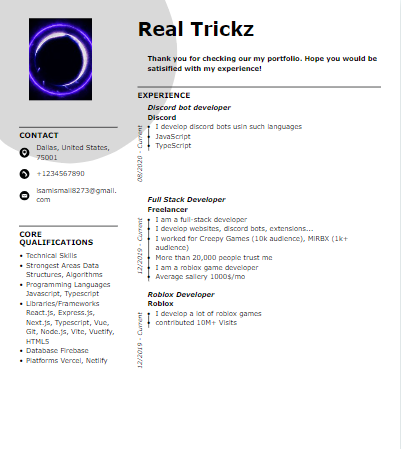 Real Trickz
Thank you for checking our my portfolio. Hope you would be
satisified with my experience!
CONTACT
Dallas, United States,
75001
+1234567890
isamismail8273@gmail.
com
CORE
QUALIFICATIONS
Technical Skills
Strongest Areas Data
Structures, Algorithms
Programming Languages
Javascript, Typescript
Libraries/Frameworks
React.js, Express.js,
Next.js, Typescript, Vue,
Git, Node.js, Vite, Vuetify,
HTML5
Database Firebase
Platforms Vercel, Netlify
EXPERIENCE
08/2020 - Current
Discord bot developer
Discord
I develop discord bots usin such languages
JavaScript
TypeScript
12/2019 - Current
Full Stack Developer
Freelancer
I am a full-stack developer
I develop websites, discord bots, extensions...
I worked for Creepy Games (10k audience), MiRBX (1k+
audience)
More than 20,000 people trust me
I am a roblox game developer
Average sallery 1000$/mo
12/2019 - Current
Roblox Developer
Roblox
I develop a lot of roblox games
contributed 10M+ Visits